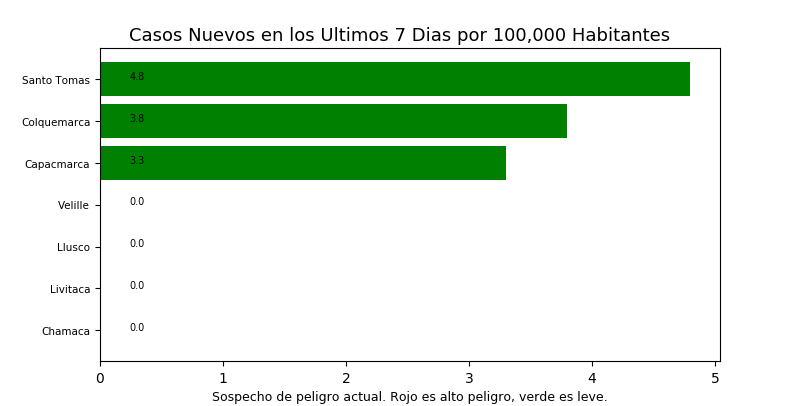 Casos Nuevos en los Ultimos 7 Dias por 100,000 Habitantes
Santo Tomas 4.8
Colquemarca 3.8
Capacmarca 3.3
Velille 0.0
Llusco 0.0
Livitaca 0.0
Chamaca 0.0
0 1 2 3 4 5
Sospecho de peligro actual. Rojo es alto peligro, verde es leve.